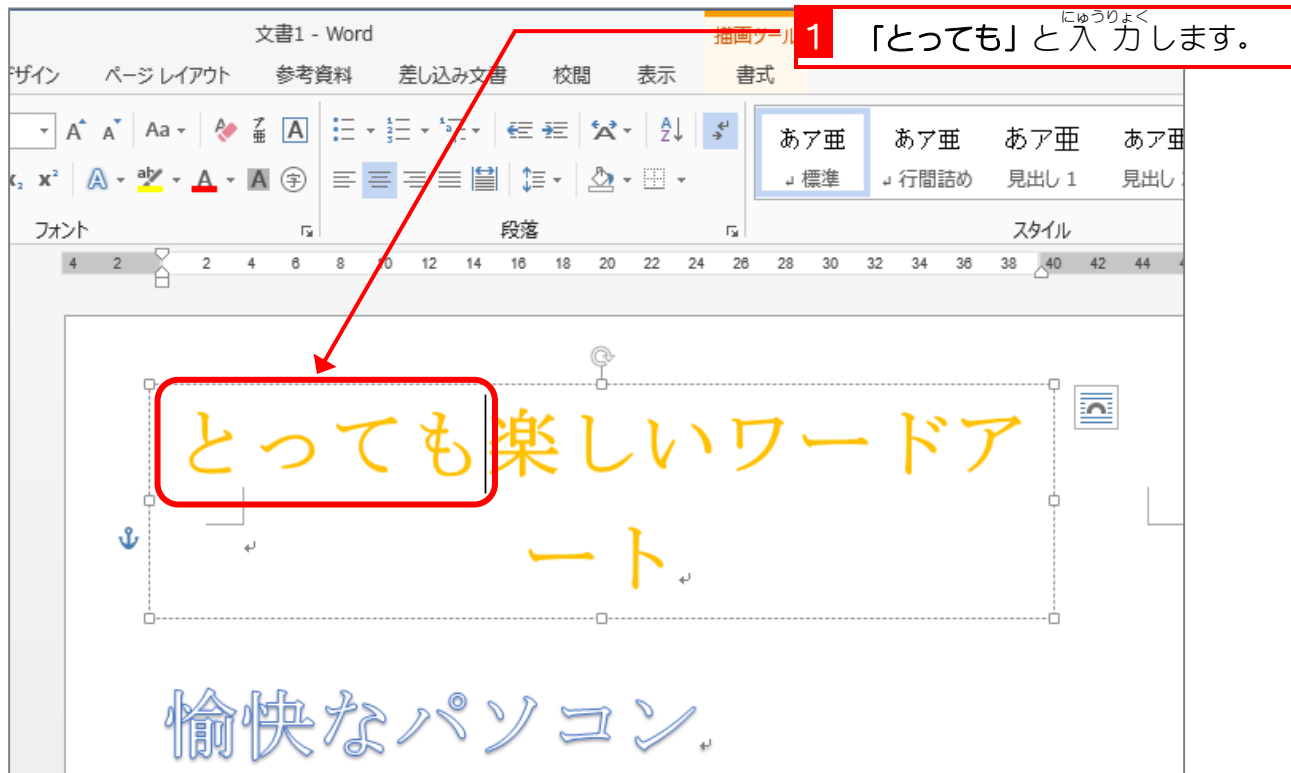 文書1 - Word
描画ツール
1
にゅうりょく
「とっても」と入力します。
デザイン ページ レイアウト 参考資料 差し込み文書 校閲 表示 書式
Aa
ア亜
A
あア亜 あア亜 あア亜 あア亜
標準 行間詰め 見出し 1 見出し
フォント 段落 スタイル
4 2 2 4 6 8 10 12 14 16 18 20 22 24 26 28 30 32 34 36 38 40 42 44
とっても楽しいワードア
ート
愉快なパソコン